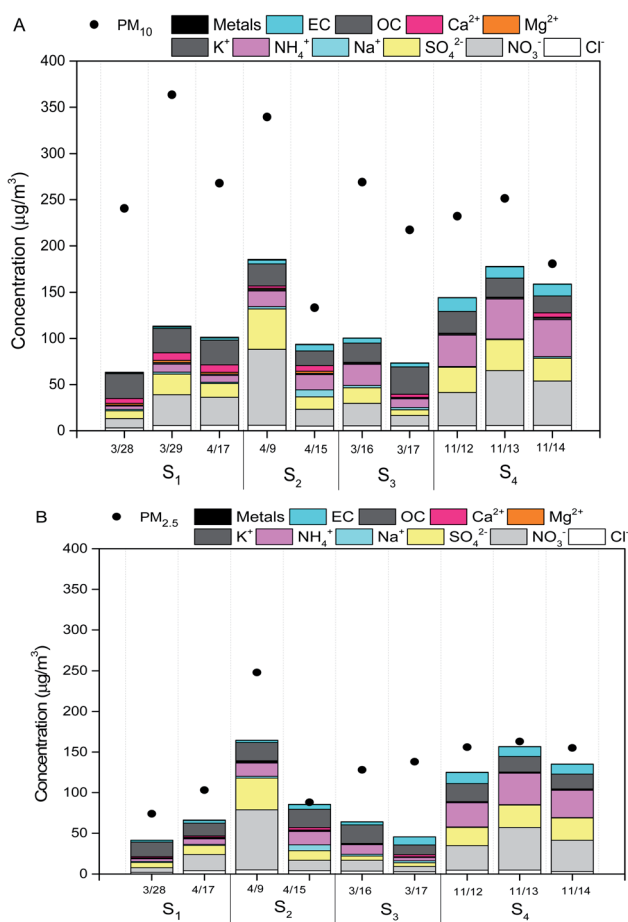 A
PM₁₀ Metals EC OC Ca²⁺ Mg²⁺
K⁺ NH₄⁺ Na⁺ SO₄²⁻ NO₃⁻ Cl⁻
400
350
300
250
200
150
100
50
0
Concentration (μg/m³)
3/28 3/29 4/17 4/9 4/15 3/16 3/17 11/12 11/13 11/14
S₁ S₂ S₃ S₄
B
PM₂.₅ Metals EC OC Ca²⁺ Mg²⁺
K⁺ NH₄⁺ Na⁺ SO₄²⁻ NO₃⁻ Cl⁻
400
350
300
250
200
150
100
50
0
Concentration (μg/m³)
3/28 4/17 4/9 4/15 3/16 3/17 11/12 11/13 11/14
S₁ S₂ S₃ S₄